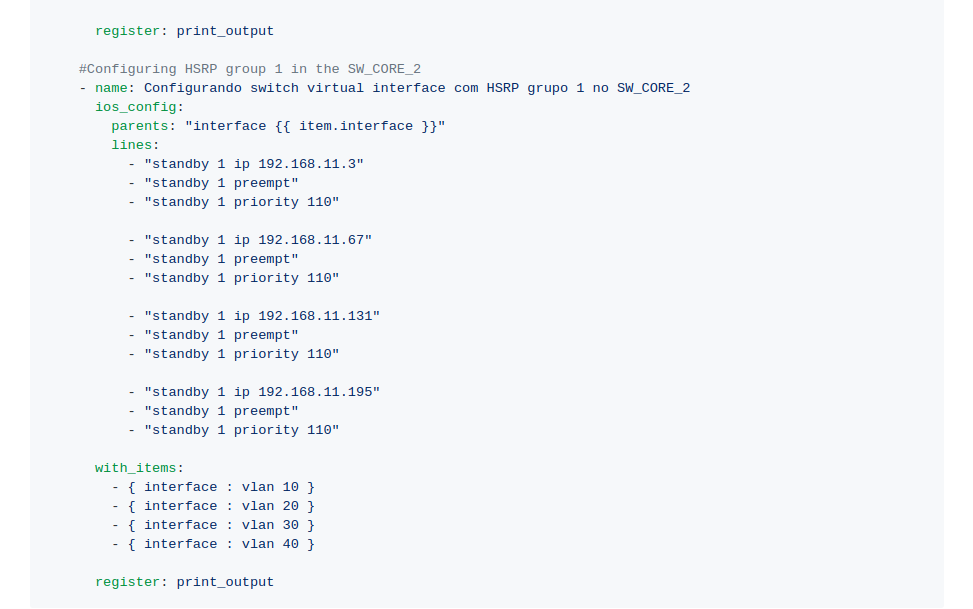 register: print_output
#Configuring HSRP group 1 in the SW_CORE_2
- name: Configurando switch virtual interface com HSRP grupo 1 no SW_CORE_2
ios_config:
parents: "interface {{ item.interface }}"
lines:
- "standby 1 ip 192.168.11.3"
- "standby 1 preempt"
- "standby 1 priority 110"
- "standby 1 ip 192.168.11.67"
- "standby 1 preempt"
- "standby 1 priority 110"
- "standby 1 ip 192.168.11.131"
- "standby 1 preempt"
- "standby 1 priority 110"
- "standby 1 ip 192.168.11.195"
- "standby 1 preempt"
- "standby 1 priority 110"
with_items:
- { interface : vlan 10 }
- { interface : vlan 20 }
- { interface : vlan 30 }
- { interface : vlan 40 }
register: print_output